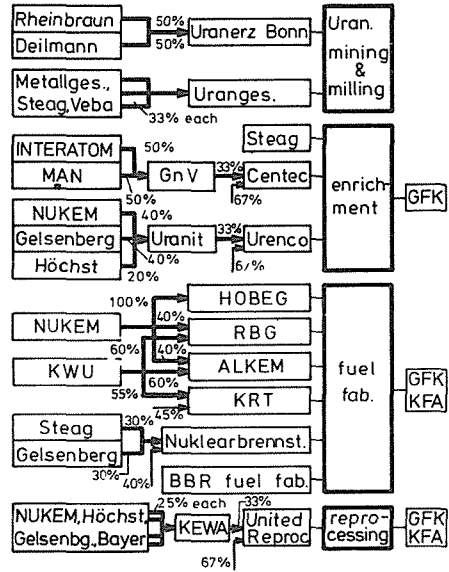 Rheinbraun
Deilmann
50%
50%
Uranerz Bonn
Uran.
mining
&
milling
Metallges.,
Steag, Veba
33% each
Uranges.
Steag
INTERATOM
MAN
50%
50%
GnV
33%
67%
Centec
enrich
ment
GFK
NUKEM
Gelsenberg
Höchst
40%
40%
20%
Uranit
33%
67%
Urenco
100%
HOBEG
NUKEM
40%
RBG
60%
40%
ALKEM
KWU
60%
55%
KRT
45%
fuel
fab.
GFK
KFA
Steag
Gelsenberg
30%
30%
40%
Nuklearbrennst.
BBR fuel fab.
NUKEM, Höchst,
Gelsenbg., Bayer
25% each
KEWA
33%
67%
United
Reproc
repro-
cessing
GFK
KFA